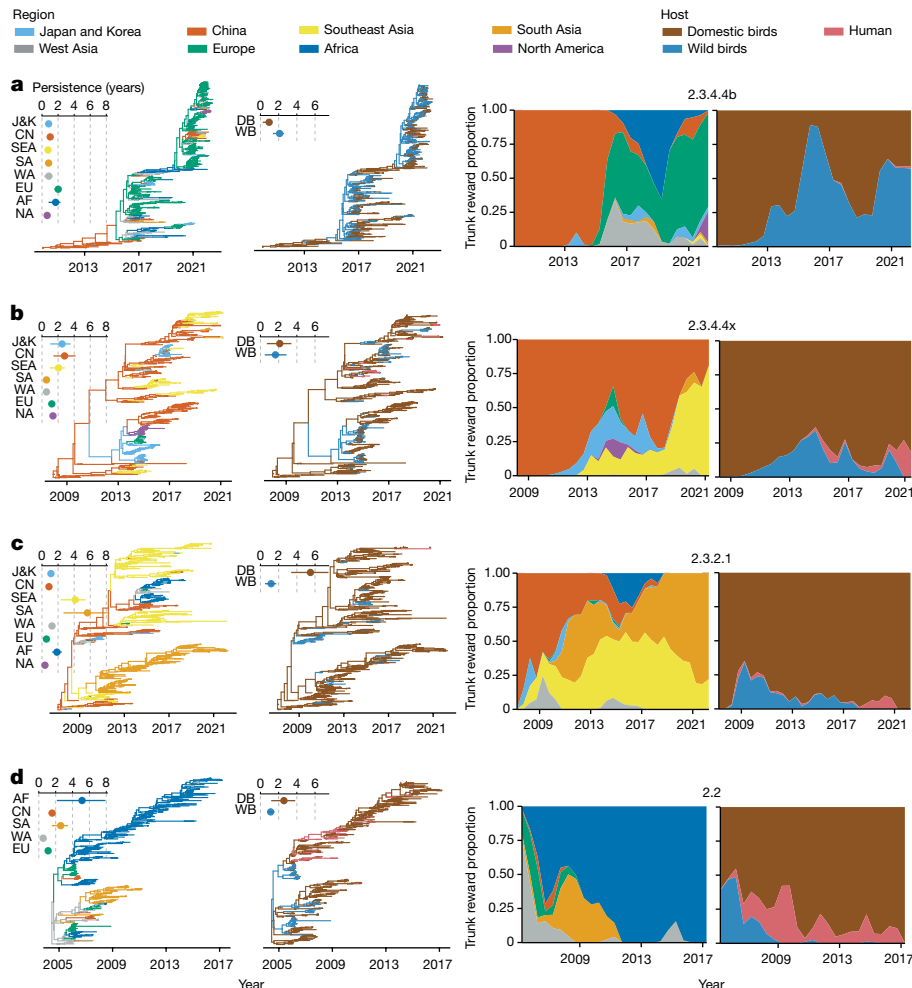 Region
Host
Japan and Korea
China
Southeast Asia
South Asia
Domestic birds
Human
West Asia
Europe
Africa
North America
Wild birds
a
Persistence (years)
0 2 4 6 8
J&K
CN
SEA
SA
WA
EU
AF
NA
2013 2017 2021
0 2 4 6
DB
WB
2013 2017 2021
2.3.4.4b
Trunk reward proportion
1.00
0.75
0.50
0.25
0
2013 2017 2021
2013 2017 2021
b
0 2 4 6 8
J&K
CN
SEA
SA
WA
EU
NA
2009 2013 2017 2021
0 2 4 6
DB
WB
2009 2013 2017 2021
2.3.4.4x
Trunk reward proportion
1.00
0.75
0.50
0.25
0
2009 2013 2017 2021
2009 2013 2017 2021
c
0 2 4 6 8
J&K
CN
SEA
SA
WA
EU
AF
NA
2009 2013 2017 2021
0 2 4 6
DB
WB
2009 2013 2017 2021
2.3.2.1
Trunk reward proportion
1.00
0.75
0.50
0.25
0
2009 2013 2017 2021
2009 2013 2017 2021
d
0 2 4 6 8
AF
CN
SA
WA
EU
2005 2009 2013 2017
0 2 4 6
DB
WB
2005 2009 2013 2017
2.2
Trunk reward proportion
1.00
0.75
0.50
0.25
0
2009 2013 2017
2009 2013 2017
Year
Year